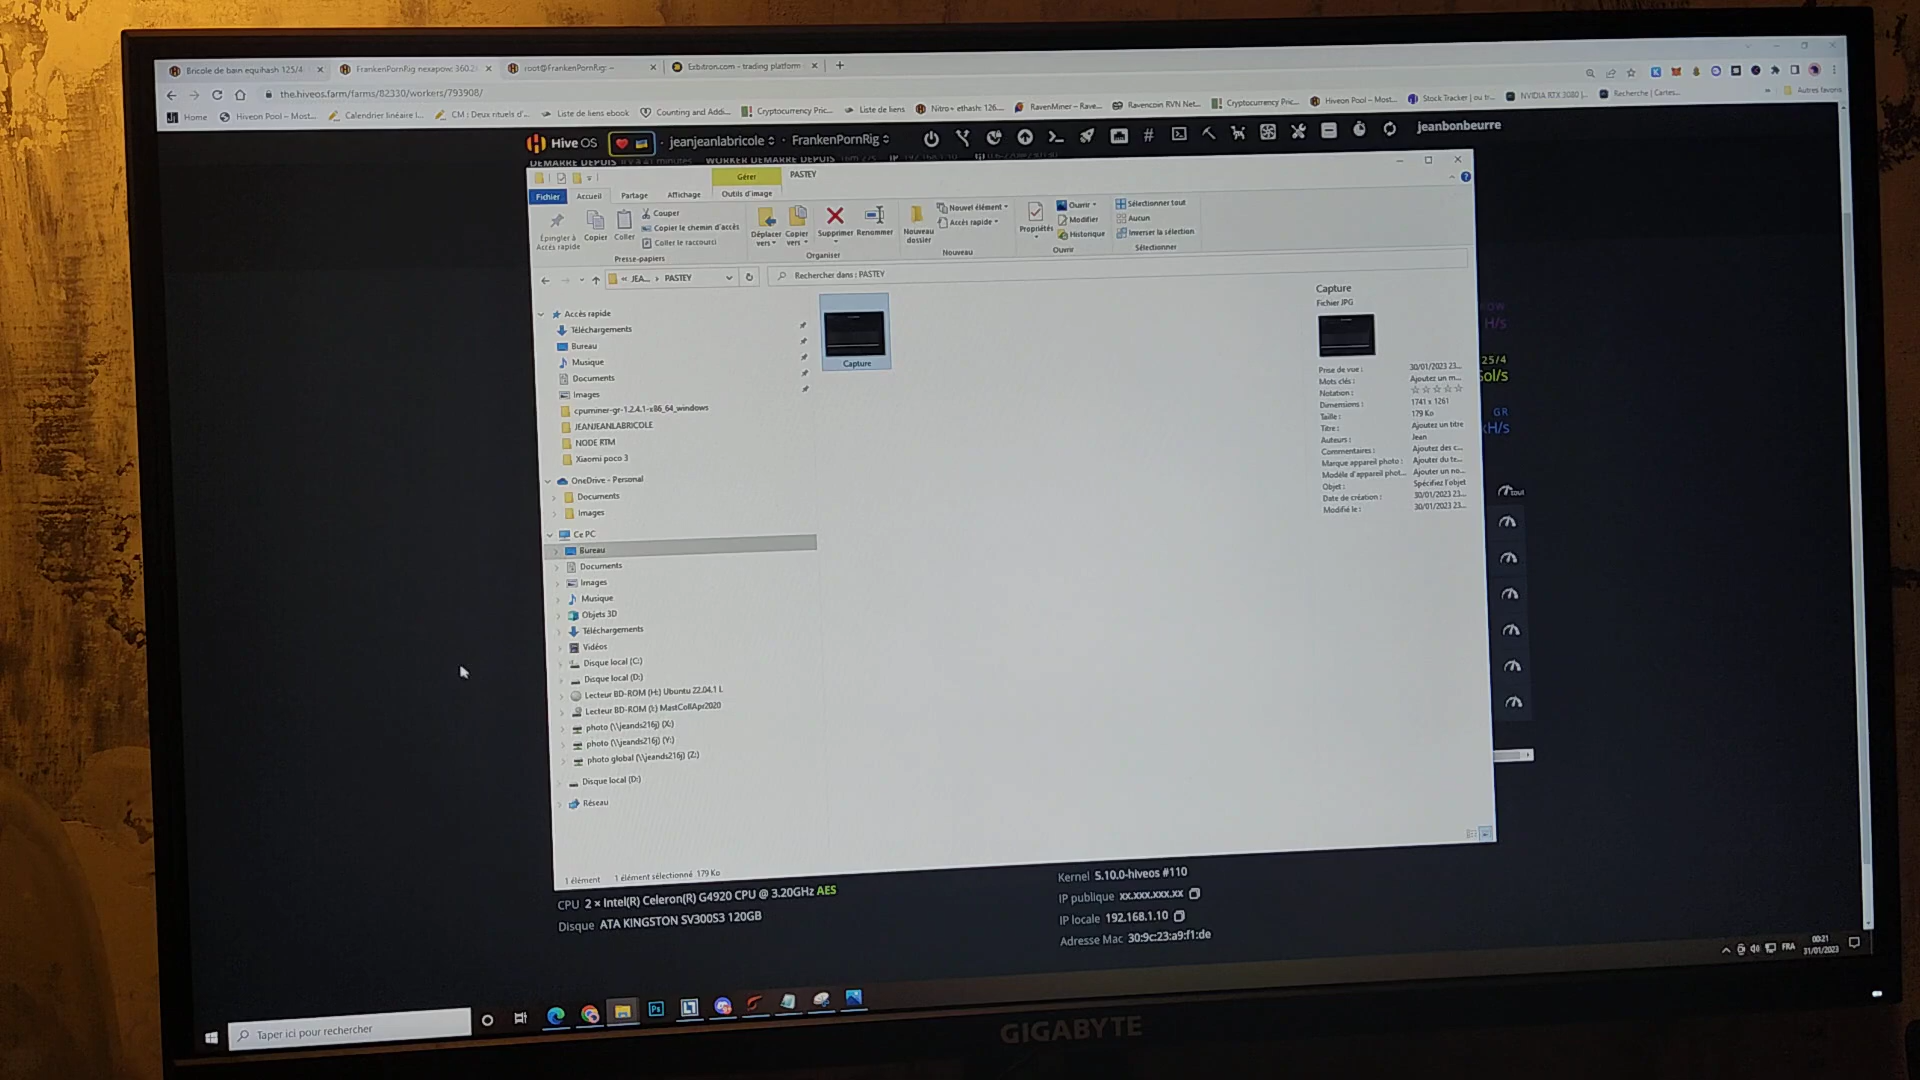 Bricole de bain equihash 125/4
FrankenPornRig nexapow: 360.2
root@FrankenPornRig: ~
Exbitron.com - trading platform
the.hiveos.farm/farms/82330/workers/793908/
Home
Hiveon Pool – Most...
Calendrier linéaire l...
CM : Deux rituels d'...
Liste de liens ebook
Counting and Addi...
Cryptocurrency Pric...
Liste de liens
Nitro+ ethash: 126....
RavenMiner – Rave...
Ravencoin RVN Net...
Cryptocurrency Pric...
Hiveon Pool – Most...
Stock Tracker | ou tr...
NVIDIA RTX 3080 |...
Recherche | Cartes...
Autres favoris
Hive OS
jeanjeanlabricole
FrankenPornRig
jeanbonbeurre
DÉMARRÉ DEPUIS
WORKER DÉMARRÉ DEPUIS
Gérer
PASTEY
Fichier
Accueil
Partage
Affichage
Outils d'image
Épingler à
Accès rapide
Copier
Coller
Couper
Copier le chemin d'accès
Coller le raccourci
Presse-papiers
Déplacer
vers
Copier
vers
Supprimer
Renommer
Organiser
Nouveau
dossier
Nouvel élément
Accès rapide
Nouveau
Propriétés
Ouvrir
Modifier
Historique
Ouvrir
Sélectionner tout
Aucun
Inverser la sélection
Sélectionner
« JEA... › PASTEY
Rechercher dans : PASTEY
Accès rapide
Téléchargements
Bureau
Musique
Documents
Images
cpuminer-gr-1.2.4.1-x86_64_windows
JEANJEANLABRICOLE
NODE RTM
Xiaomi poco 3
OneDrive - Personal
Documents
Images
Ce PC
Bureau
Documents
Images
Musique
Objets 3D
Téléchargements
Vidéos
Disque local (C:)
Disque local (D:)
Lecteur BD-ROM (H:) Ubuntu 22.04.1 L
Lecteur BD-ROM (I:) MastCollApr2020
photo (\\jeands216j) (X:)
photo (\\jeands216j) (Y:)
photo global (\\jeands216j) (Z:)
Disque local (D:)
Réseau
Capture
Capture
Fichier JPG
Prise de vue : 30/01/2023 23...
Mots clés : Ajoutez un m...
Notation : ☆☆☆☆☆
Dimensions : 1741 x 1261
Taille : 179 Ko
Titre : Ajoutez un titre
Auteurs : Jean
Commentaires : Ajoutez des c...
Marque appareil photo : Ajouter du te...
Modèle d'appareil phot... Ajouter un no...
Objet : Spécifiez l'objet
Date de création : 30/01/2023 23...
Modifié le : 30/01/2023 23...
H/s
25/4
Sol/s
GR
kH/s
tout
1 élément
1 élément sélectionné 179 Ko
CPU 2 × Intel(R) Celeron(R) G4920 CPU @ 3.20GHz AES
Disque ATA KINGSTON SV300S3 120GB
Kernel 5.10.0-hiveos #110
IP publique xx.xxx.xxx.xx
IP locale 192.168.1.10
Adresse Mac 30:9c:23:a9:f1:de
Taper ici pour rechercher
Ps
FRA
00:21
31/01/2023
GIGABYTE